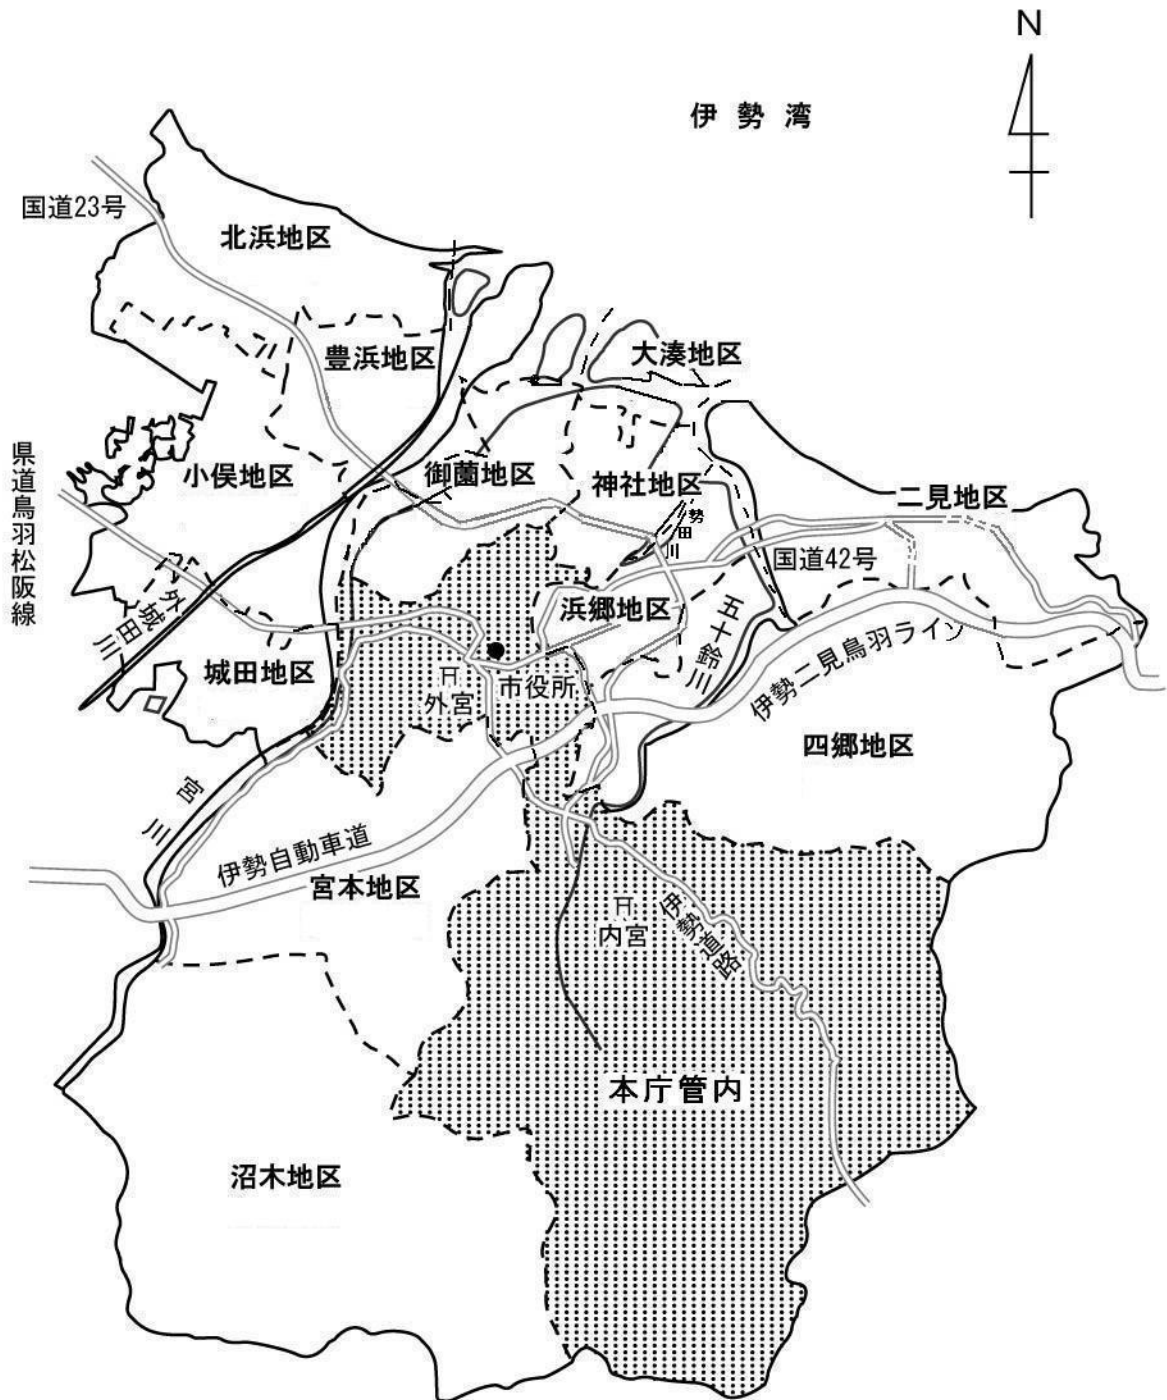 N
伊勢湾
国道23号
北浜地区
豊浜地区
大湊地区
県道鳥羽松阪線
小俣地区
御薗地区
神社地区
二見地区
勢田川
国道42号
外城田川
浜郷地区
五十鈴川
城田地区
外宮
市役所
伊勢二見鳥羽ライン
四郷地区
宮川
伊勢自動車道
宮本地区
内宮
伊勢道路
本庁管内
沼木地区